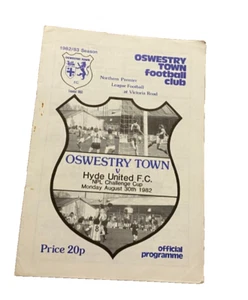 1982/83 Season
OSWESTRY
TOWN
football
club
Northern Premier
League Football
at Victoria Road
OSWESTRY TOWN
v
Hyde United F.C.
NPL Challenge Cup
Monday August 30th 1982
Price 20p
official
programme